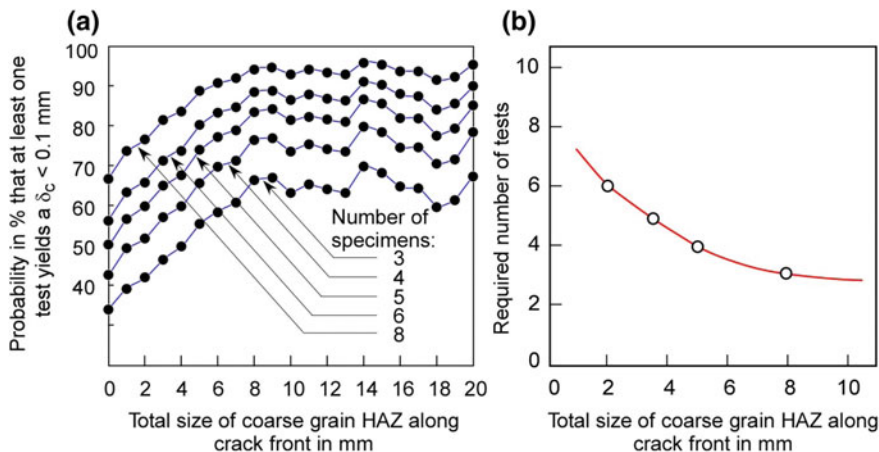 (a)
Probability in % that at least one
test yields a δc < 0.1 mm
100
90
80
70
60
50
40
Number of
specimens:
3
4
5
6
8
0 2 4 6 8 10 12 14 16 18 20
Total size of coarse grain HAZ along
crack front in mm
(b)
Required number of tests
10
8
6
4
2
0
0 2 4 6 8 10
Total size of coarse grain HAZ along
crack front in mm